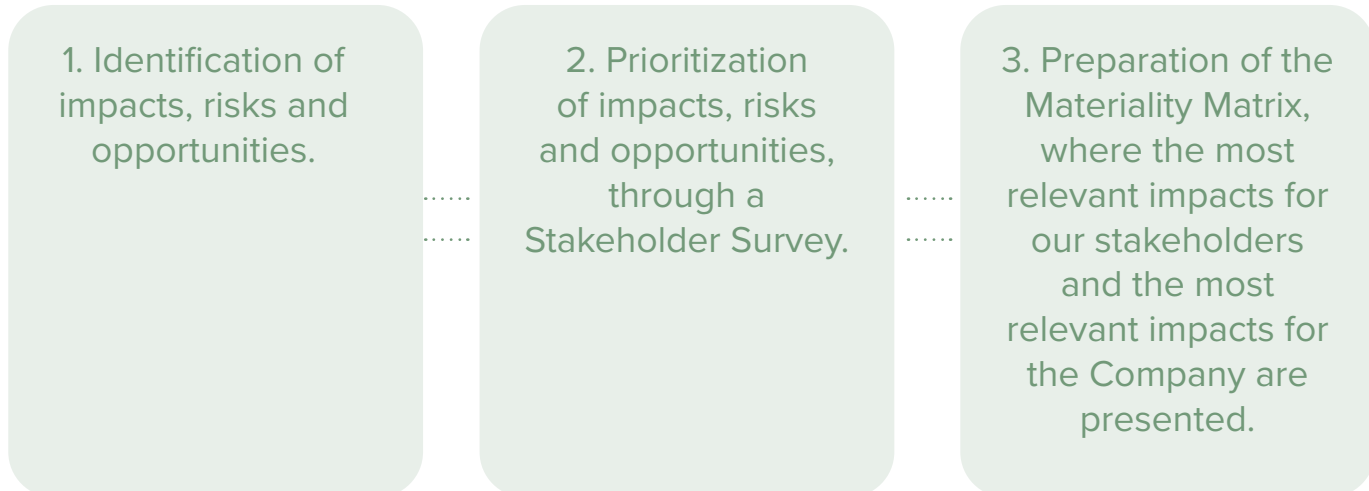 1. Identification of
impacts, risks and
opportunities.
2. Prioritization
of impacts, risks
and opportunities,
through a
Stakeholder Survey.
3. Preparation of the
Materiality Matrix,
where the most
relevant impacts for
our stakeholders
and the most
relevant impacts for
the Company are
presented.